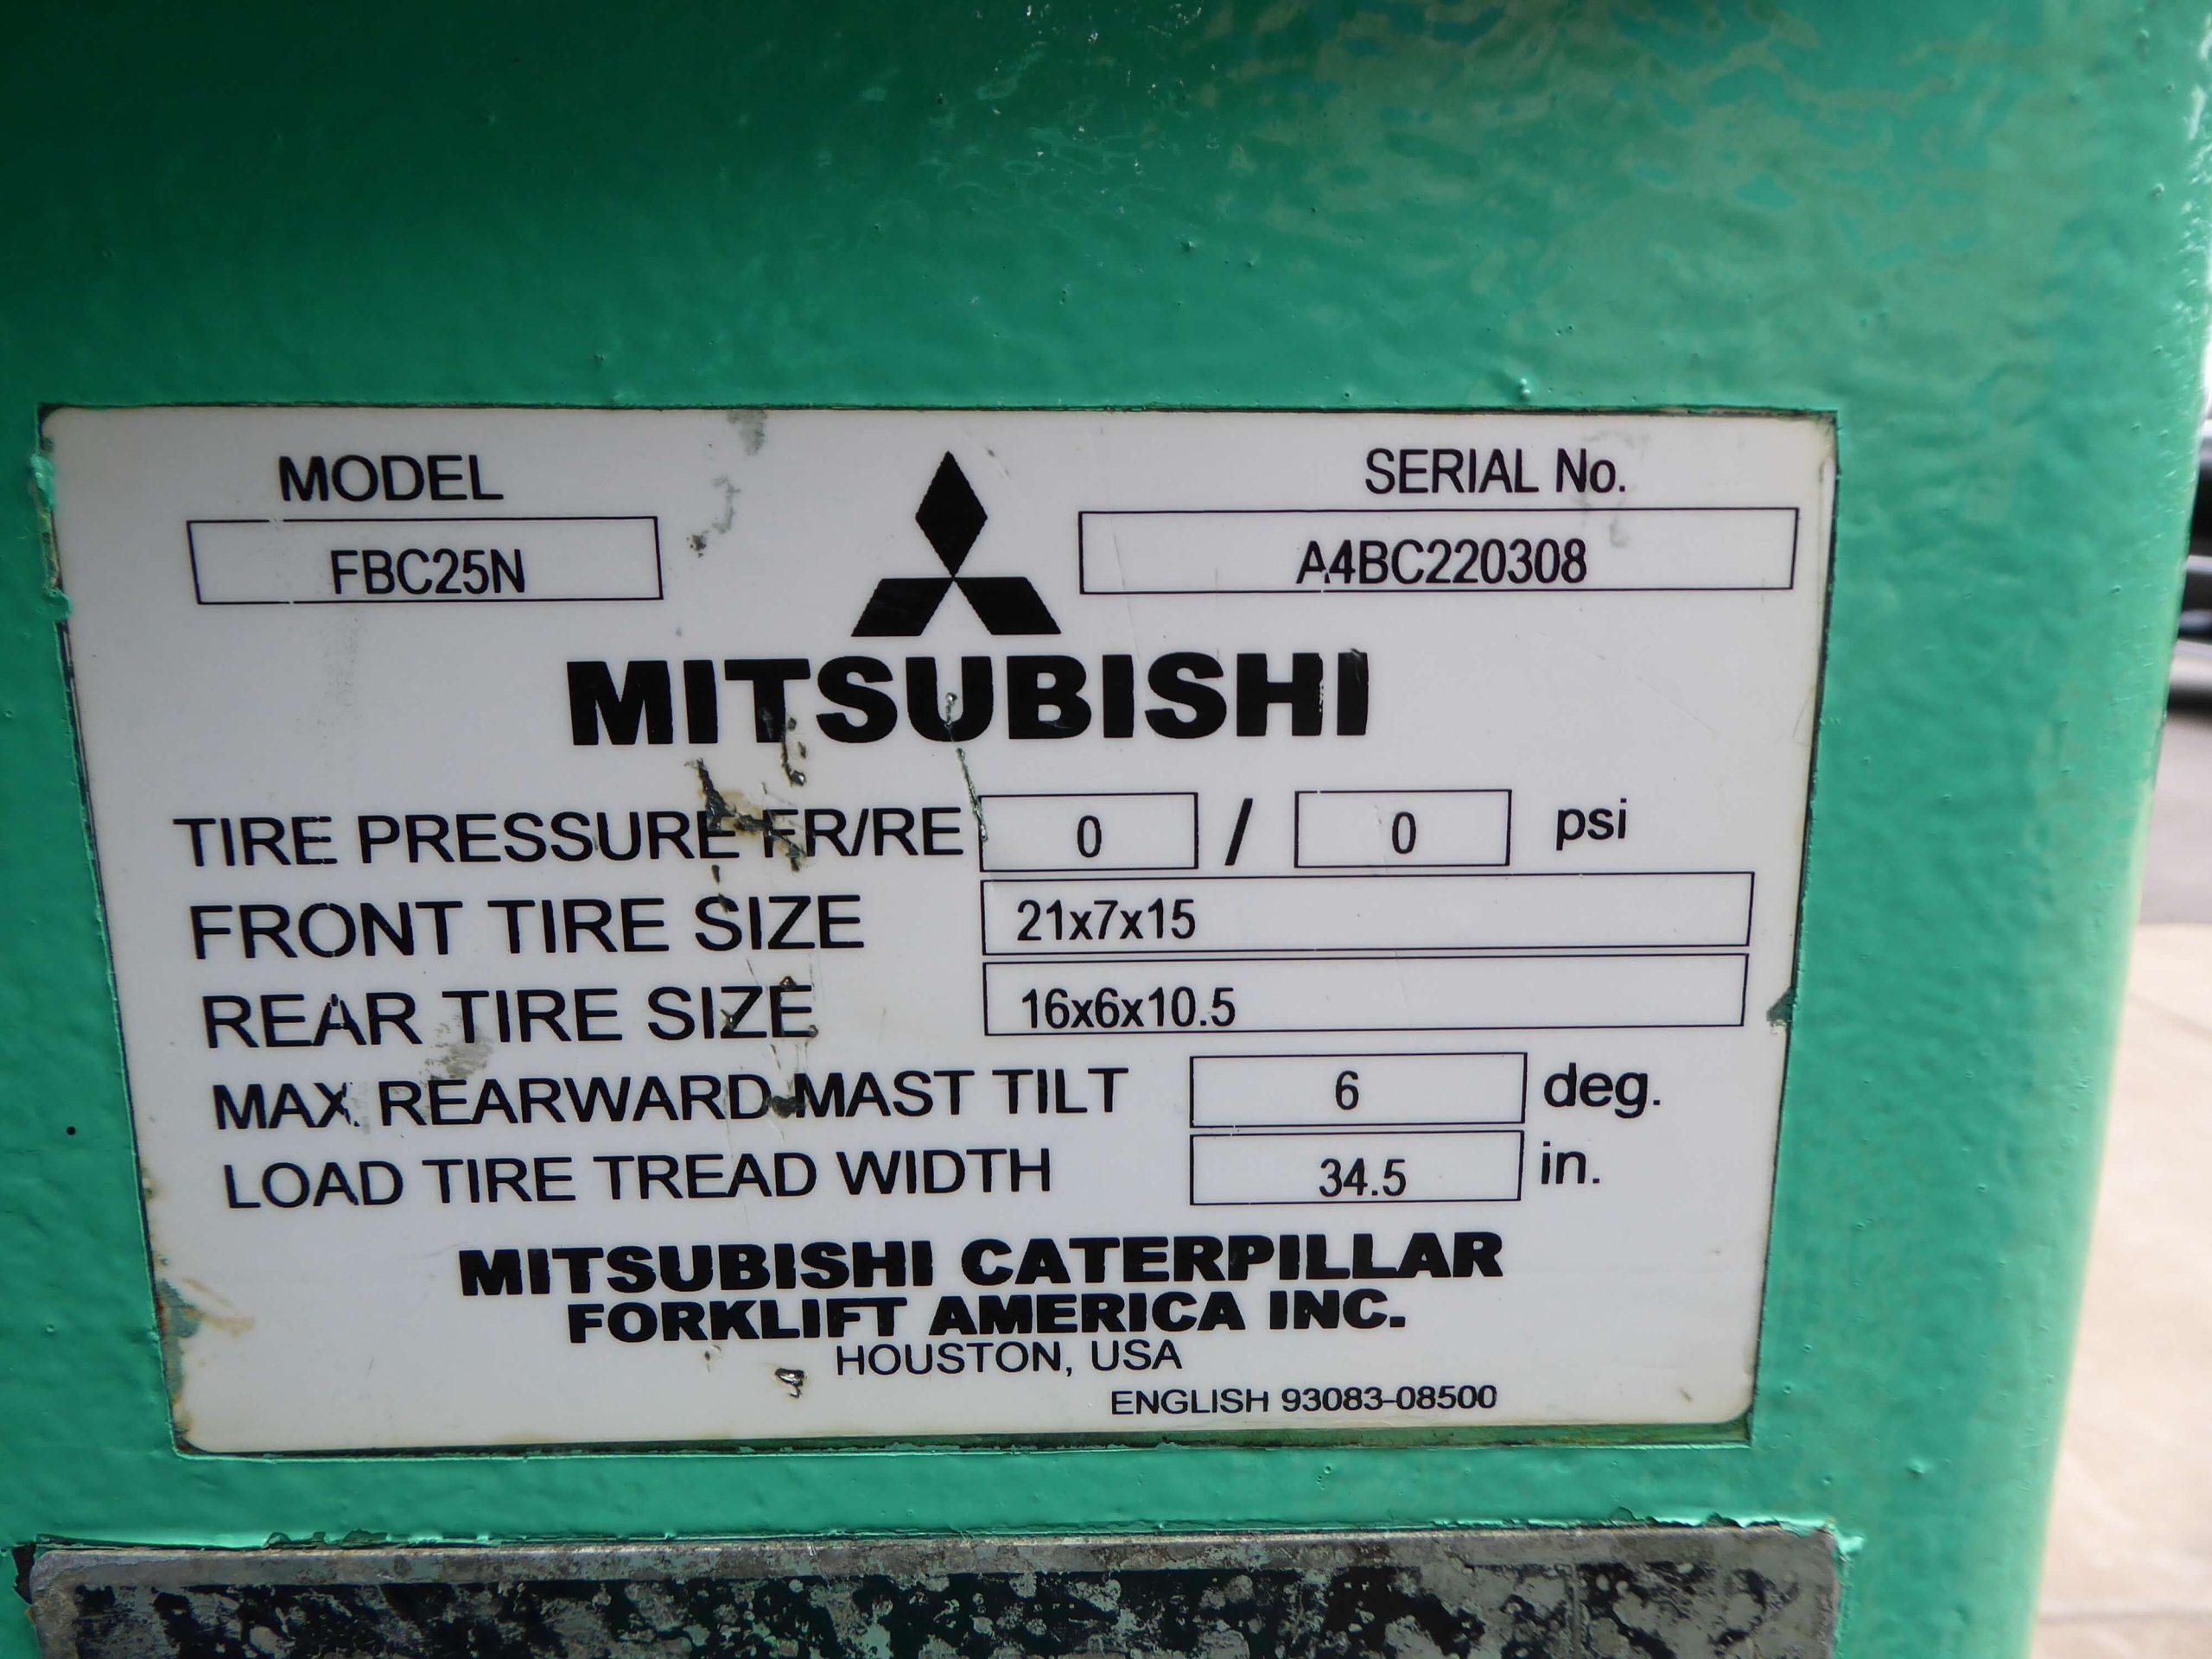 MODEL
SERIAL No.
FBC25N
A4BC220308
MITSUBISHI
TIRE PRESSURE FR/RE 0 / 0 psi
FRONT TIRE SIZE 21x7x15
REAR TIRE SIZE 16x6x10.5
MAX. REARWARD MAST TILT 6 deg.
LOAD TIRE TREAD WIDTH 34.5 in.
MITSUBISHI CATERPILLAR
FORKLIFT AMERICA INC.
HOUSTON, USA
ENGLISH 93083-08500